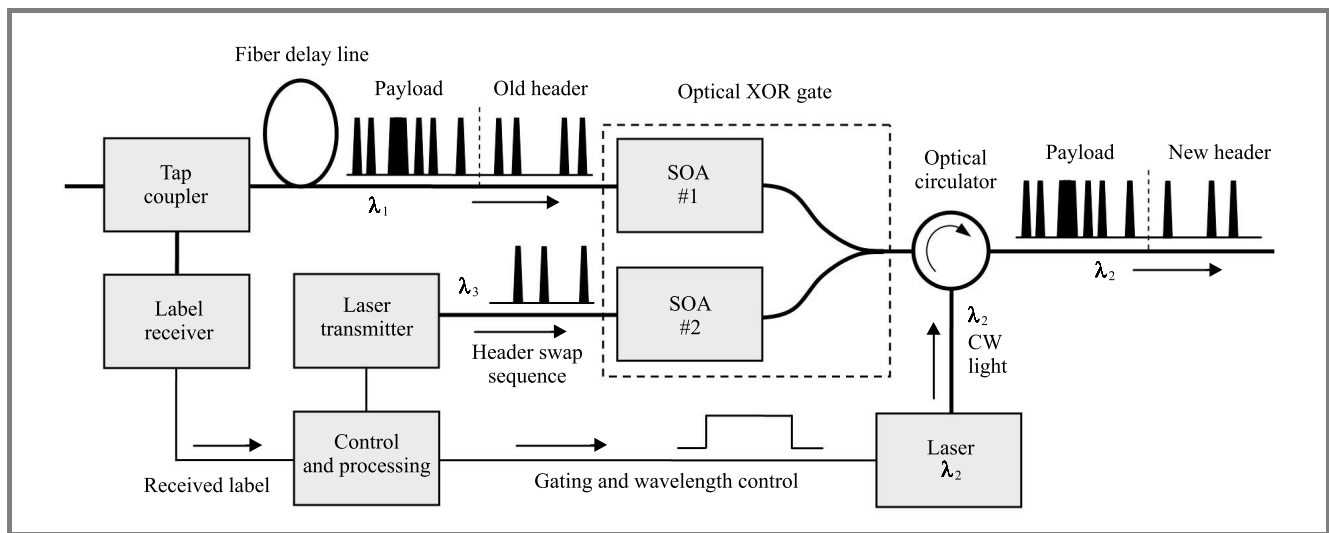 Fiber delay line
Payload
Old header
Optical XOR gate
Tap
coupler
λ1
SOA
#1
Optical
circulator
Payload
New header
λ2
Label
receiver
Laser
transmitter
λ3
Header swap
sequence
SOA
#2
λ2
CW
light
Control
and processing
Received label
Gating and wavelength control
Laser
λ2